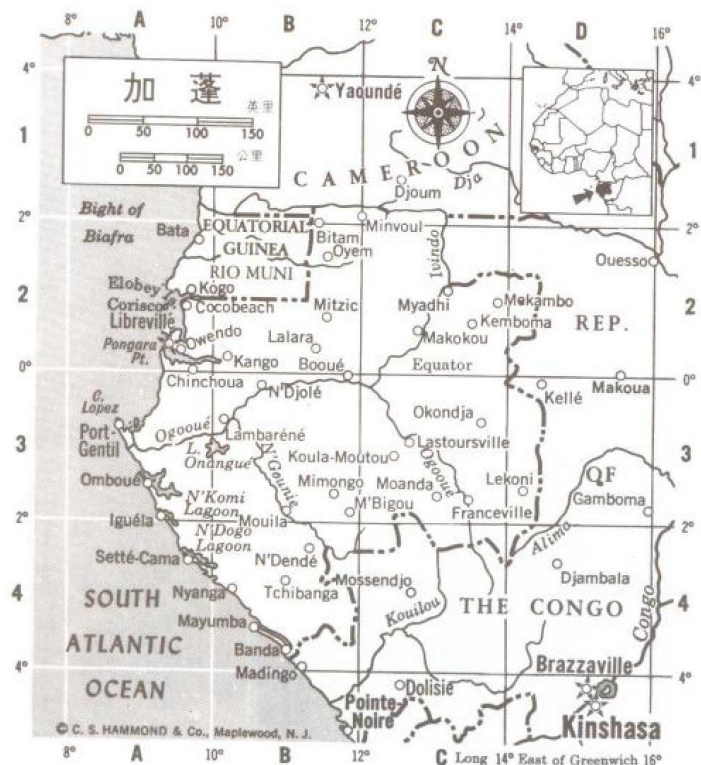 A B C D
8° 10° 12° 14° 16°
4° 4°
加蓬
英里
0 50 100 150
0 50 100 150
公里
Yaoundé
N
1 1
CAMEROON
Djoum
Dja
2° 2°
Bight of
Biafra
Bata
EQUATORIAL
GUINEA
RIO MUNI
Bitam
Minvoul
Oyem
Ivindo
Ouesso
Elobey
Kogo
2 2
Corisco
Cocobeach
Mitzic
Myadhi
Mekambo
REP.
Libreville
Kemboma
Makokou
Owendo
Pongara
Pt.
Lalara
Kango
Booué
Equator
0° 0°
Chinchoua
N'Djolé
Kellé
Makoua
C.
Lopez
Okondja
Port-
Gentil
Ogooué
Lambaréné
Lastoursville
3 3
L.
Onangué
N'Gounie
Koula-Moutou
Ogooue
Omboué
Mimongo
Moanda
Lekoni
QF
Gamboma
N'Komi
Lagoon
M'Bigou
Franceville
Iguéla
Mouila
2° 2°
N'Dogo
Lagoon
Alima
Setté-Cama
N'Dendé
Djambala
Nyanga
Tchibanga
Mossendjo
4 4
SOUTH
ATLANTIC
OCEAN
Kouilou
THE CONGO
Congo
Mayumba
Banda
Madingo
4° 4°
Brazzaville
Dolisié
Pointe-
Noire
Kinshasa
© C. S. HAMMOND & Co., Maplewood, N. J.
8° A 10° B 12° C Long 14° East of Greenwich 16°